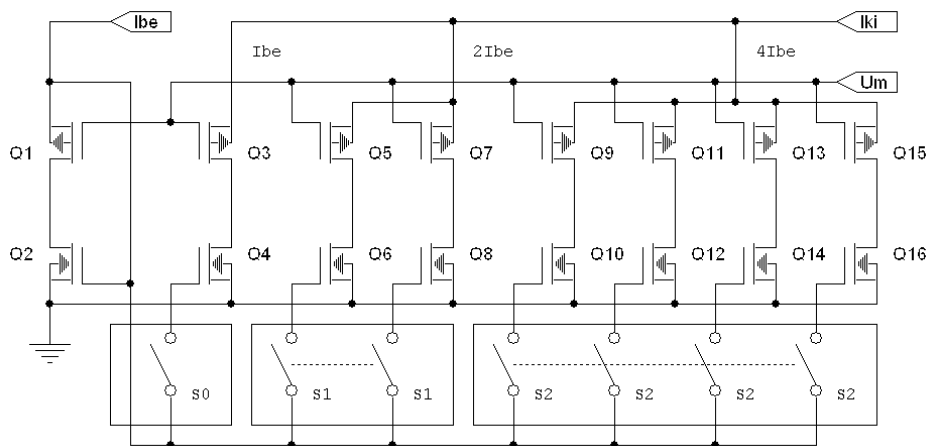 Ibe
Iki
Ibe 2Ibe 4Ibe
Um
Q1 Q3 Q5 Q7 Q9 Q11 Q13 Q15
Q2 Q4 Q6 Q8 Q10 Q12 Q14 Q16
S0 S1 S1 S2 S2 S2 S2